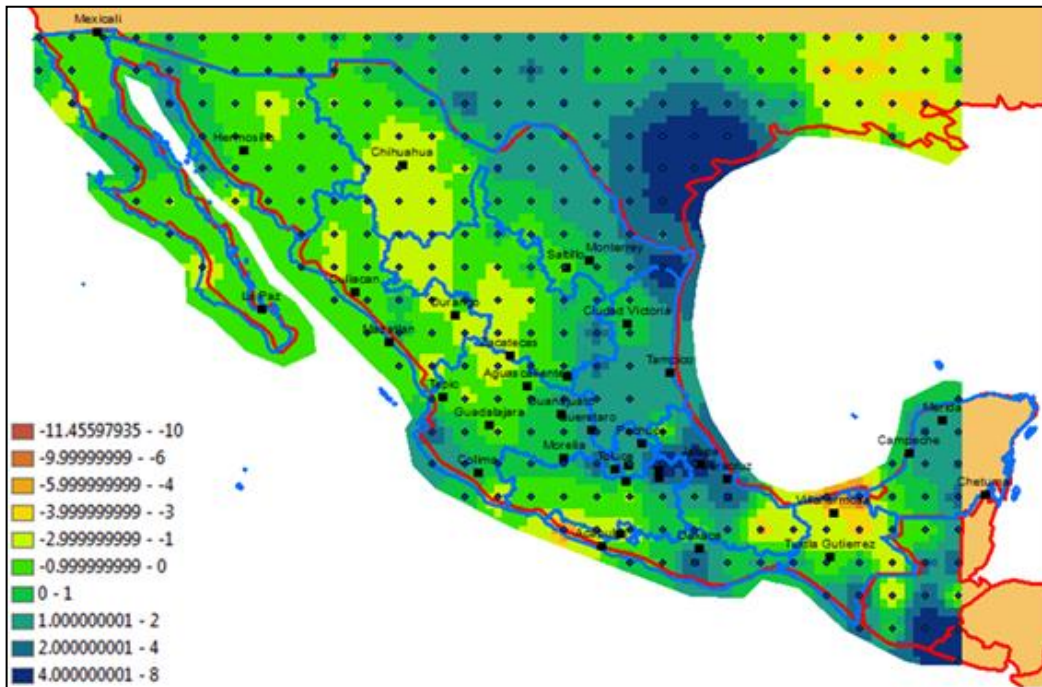 Mexicali
Hermosillo
Chihuahua
Saltillo
Monterrey
Culiacan
La Paz
Durango
Ciudad Victoria
Mazatlan
Zacatecas
Tampico
Aguascalientes
Tepic
Guanajuato
Guadalajara
Queretaro
Merida
Pachuca
Campeche
Morelia
Colima
Toluca
Veracruz
Chetumal
Villahermosa
Acapulco
Oaxaca
Tuxtla Gutierrez
-11.45597935 - -10
-9.99999999 - -6
-5.999999999 - -4
-3.999999999 - -3
-2.999999999 - -1
-0.999999999 - 0
0 - 1
1.000000001 - 2
2.000000001 - 4
4.000000001 - 8